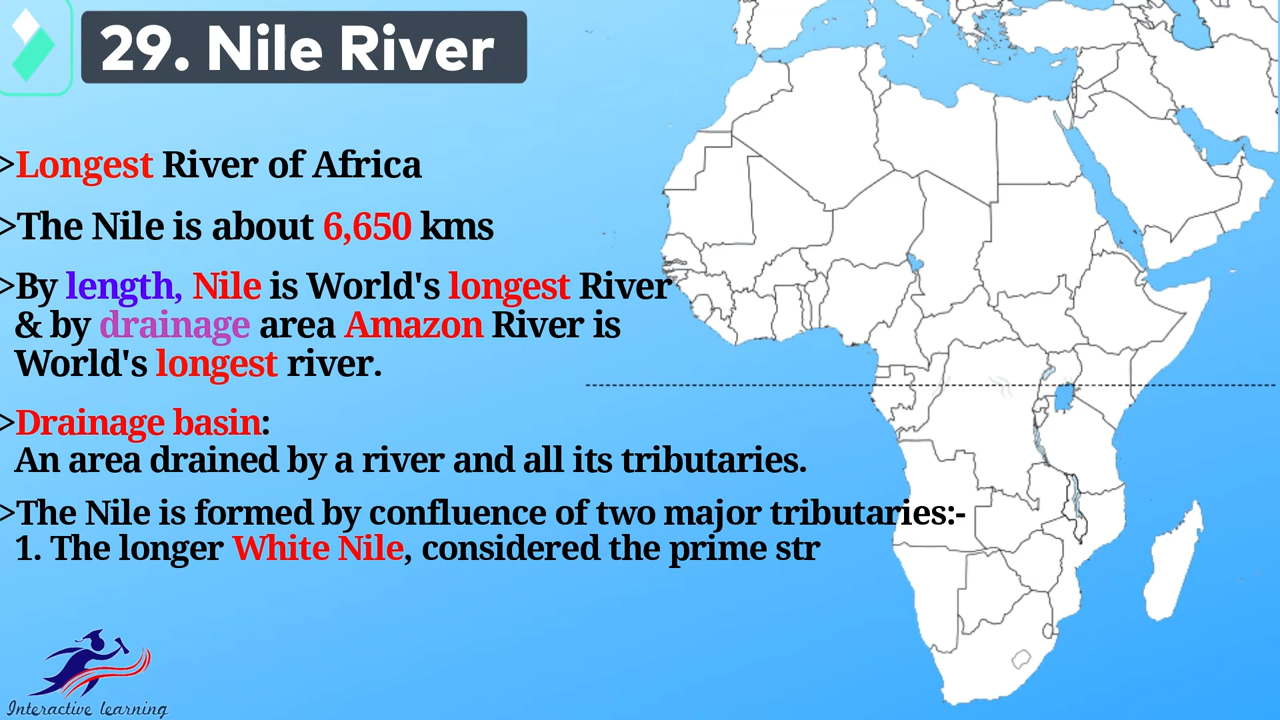 29. Nile River
>Longest River of Africa
>The Nile is about 6,650 kms
>By length, Nile is World's longest River
& by drainage area Amazon River is
World's longest river.
>Drainage basin:
An area drained by a river and all its tributaries.
>The Nile is formed by confluence of two major tributaries:-
1. The longer White Nile, considered the prime str
Interactive learning